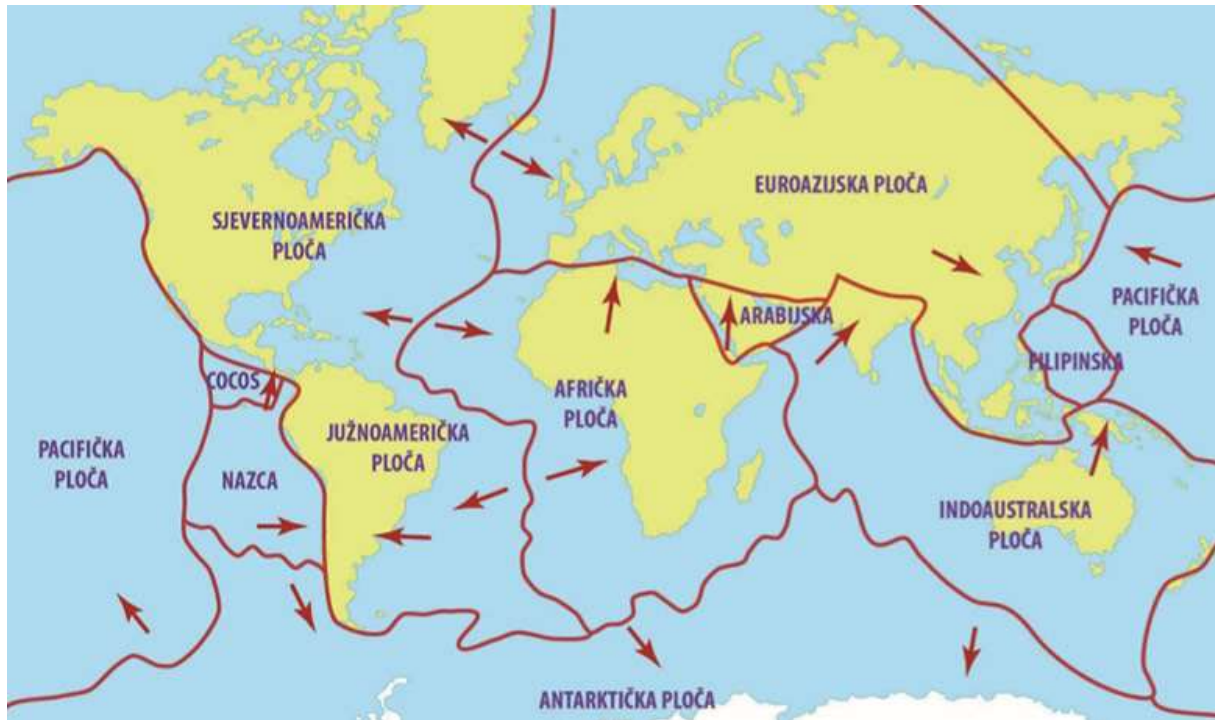 EUROAZIJSKA PLOČA
SJEVERNOAMERIČKA
PLOČA
PACIFIČKA
PLOČA
ARABIJSKA
FILIPINSKA
COCOS
AFRIČKA
PLOČA
JUŽNOAMERIČKA
PLOČA
PACIFIČKA
PLOČA
NAZCA
INDOAUSTRALSKA
PLOČA
ANTARKTIČKA PLOČA